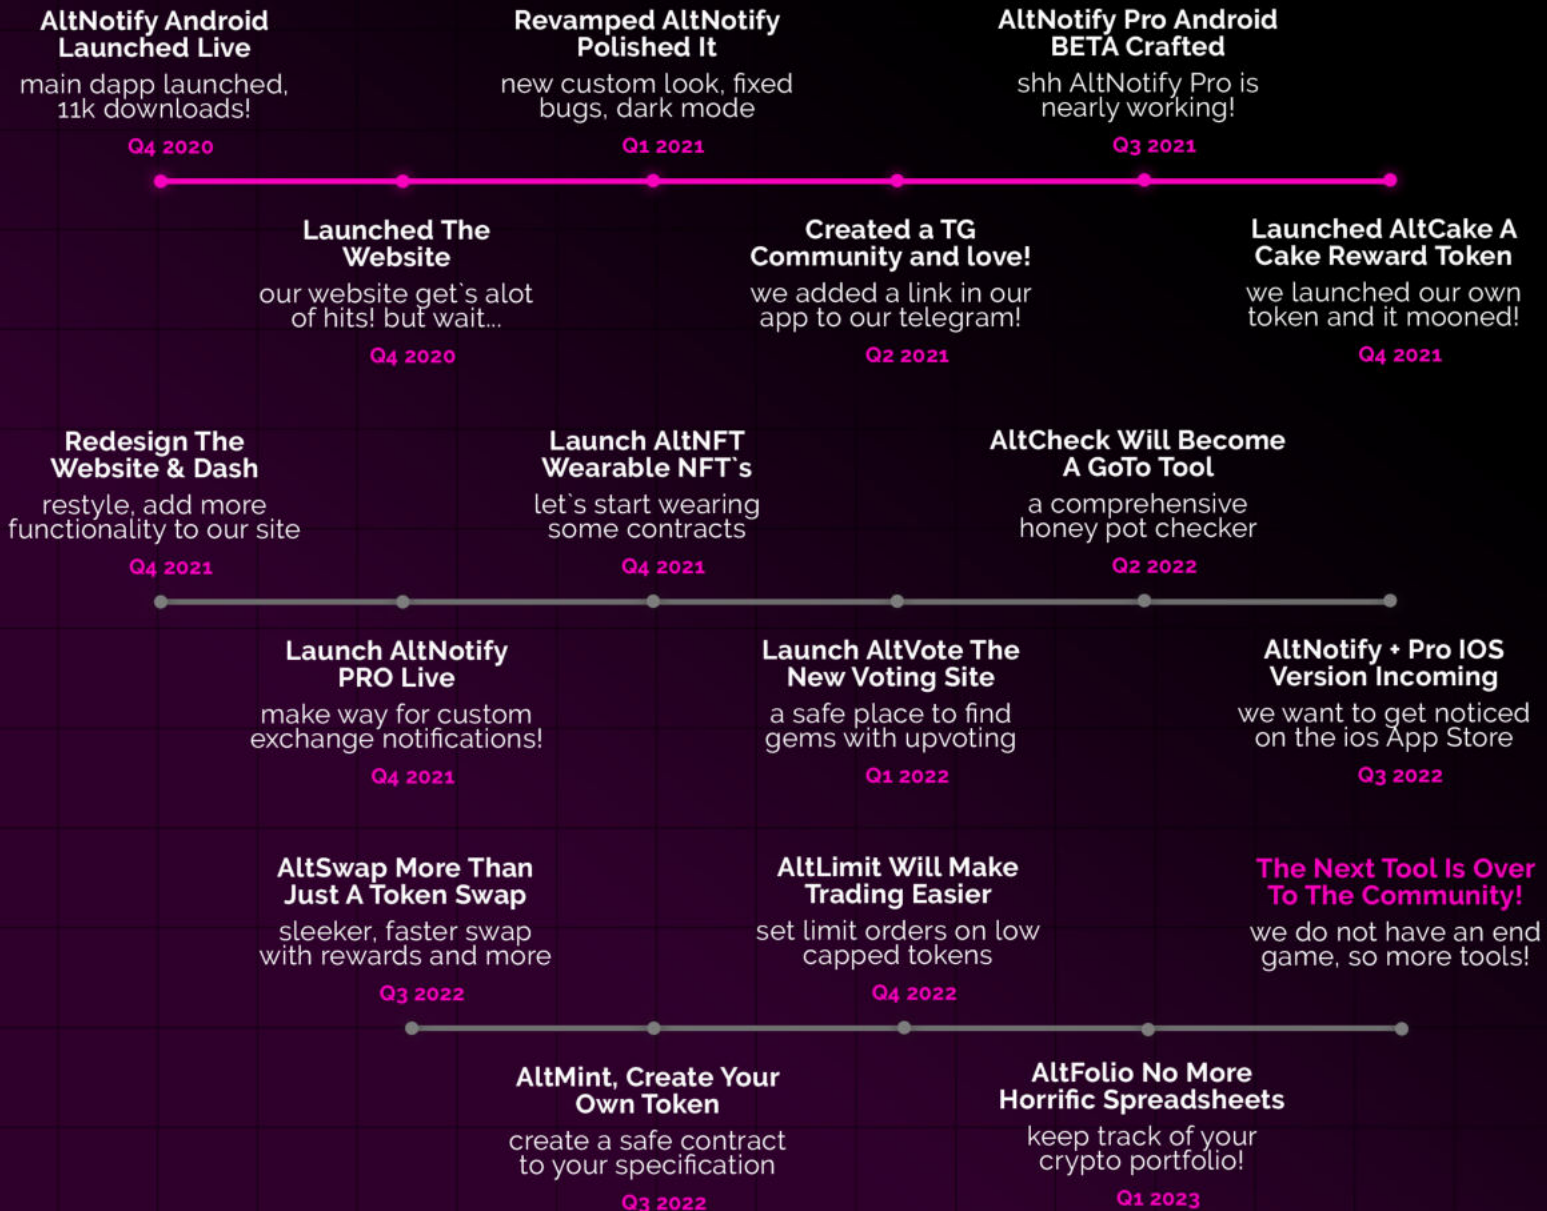 AltNotify Android
Launched Live
main dapp launched,
11k downloads!
Q4 2020
Revamped AltNotify
Polished It
new custom look, fixed
bugs, dark mode
Q1 2021
AltNotify Pro Android
BETA Crafted
shh AltNotify Pro is
nearly working!
Q3 2021
Launched The
Website
our website get`s alot
of hits! but wait...
Q4 2020
Created a TG
Community and love!
we added a link in our
app to our telegram!
Q2 2021
Launched AltCake A
Cake Reward Token
we launched our own
token and it mooned!
Q4 2021
Redesign The
Website & Dash
restyle, add more
functionality to our site
Q4 2021
Launch AltNFT
Wearable NFT`s
let`s start wearing
some contracts
Q4 2021
AltCheck Will Become
A GoTo Tool
a comprehensive
honey pot checker
Q2 2022
Launch AltNotify
PRO Live
make way for custom
exchange notifications!
Q4 2021
Launch AltVote The
New Voting Site
a safe place to find
gems with upvoting
Q1 2022
AltNotify + Pro IOS
Version Incoming
we want to get noticed
on the ios App Store
Q3 2022
AltSwap More Than
Just A Token Swap
sleeker, faster swap
with rewards and more
Q3 2022
AltLimit Will Make
Trading Easier
set limit orders on low
capped tokens
Q4 2022
The Next Tool Is Over
To The Community!
we do not have an end
game, so more tools!
AltMint, Create Your
Own Token
create a safe contract
to your specification
Q3 2022
AltFolio No More
Horrific Spreadsheets
keep track of your
crypto portfolio!
Q1 2023